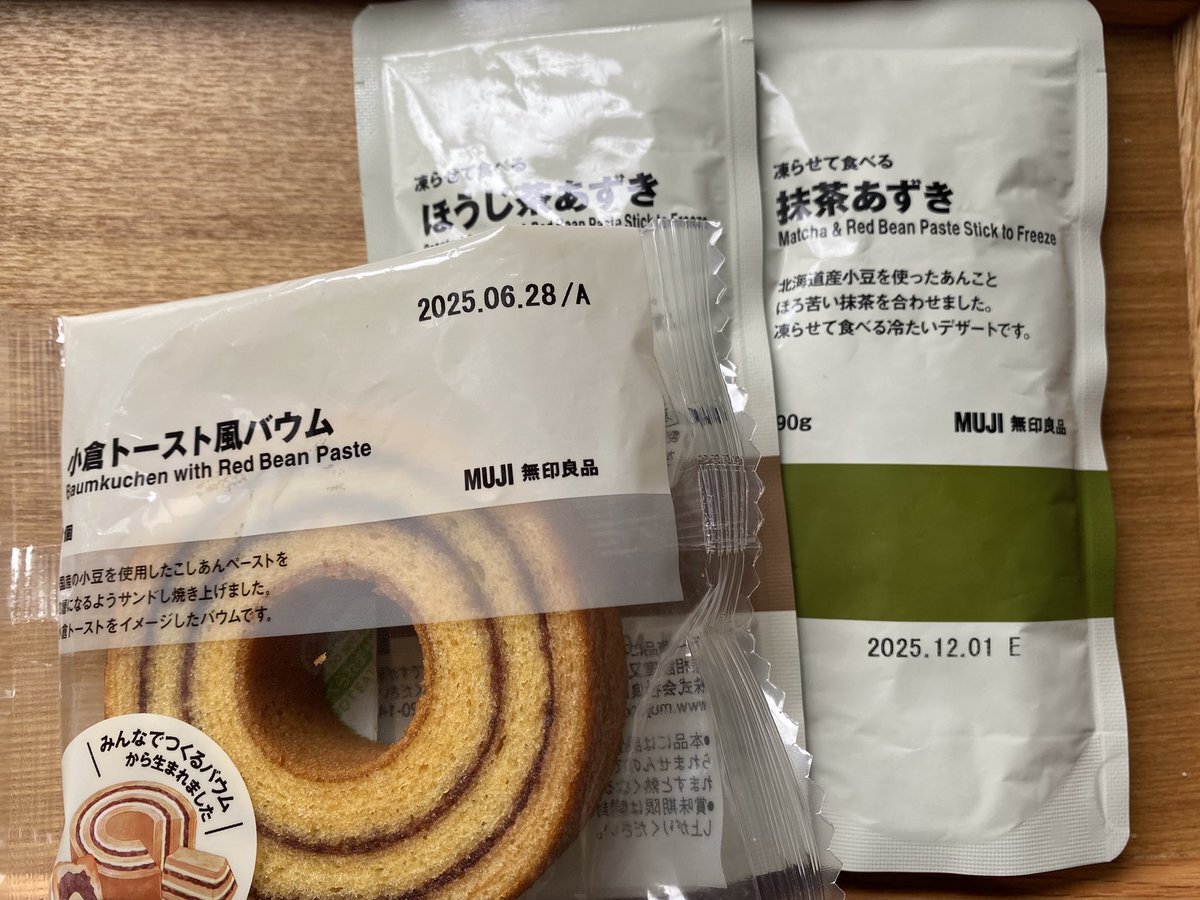 凍らせて食べる
ほうじ茶あずき
& Red Bean Paste Stick to Freeze
凍らせて食べる
抹茶あずき
Matcha & Red Bean Paste Stick to Freeze
北海道産小豆を使ったあんこと
ほろ苦い抹茶を合わせました。
凍らせて食べる冷たいデザートです。
90g
MUJI 無印良品
2025.12.01 E
2025.06.28/A
小倉トースト風バウム
Baumkuchen with Red Bean Paste
MUJI 無印良品
個
国産の小豆を使用したこしあんペーストを
になるようサンドし焼き上げました。
倉トーストをイメージしたバウムです。
みんなでつくるバウム
から生まれました